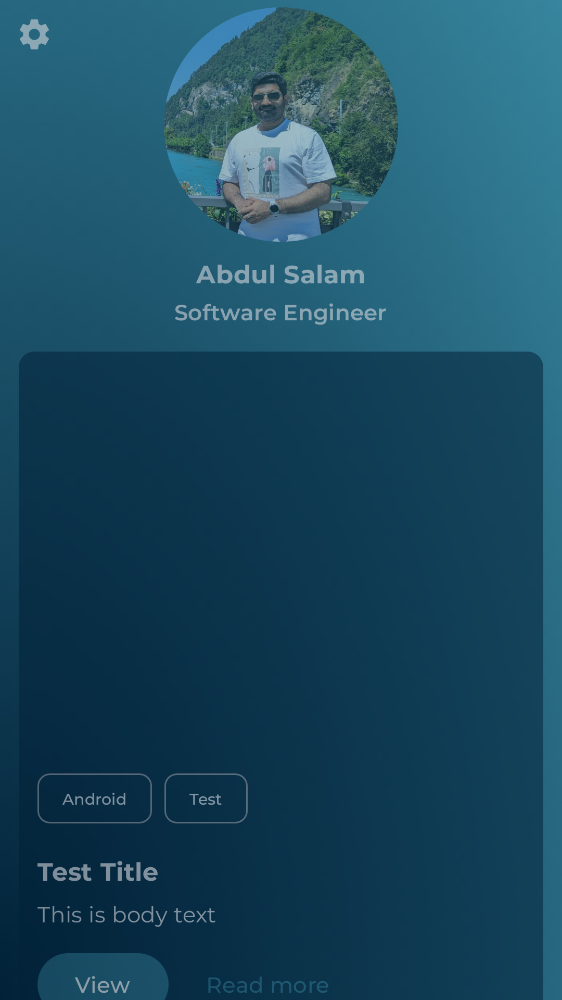 Abdul Salam
Software Engineer
Android Test
Test Title
This is body text
View Read more